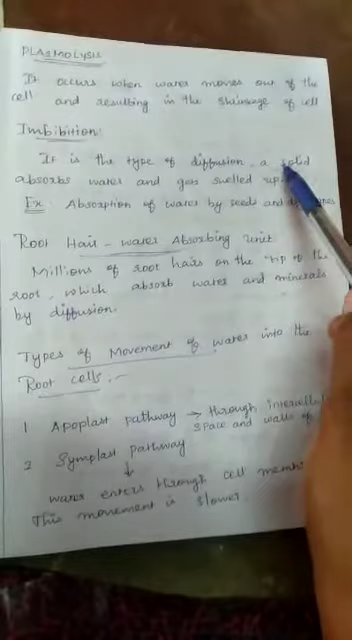 PLASMOLYSIS
It occurs when water moves out of the
cell and resulting in the shrinkage of cell
Imbibition:
It is the type of diffusion, a solid
absorbs water and gets swelled up
Ex: Absorption of water by seeds and
Root Hair - water Absorbing Unit
Millions of root hairs on the tip of the
root, which absorb water and minerals
by diffusion.
Types of Movement of water into the
Root cells:-
1 Apoplast pathway → through
space and walls of
2 Symplast pathway
↓
water enters through cell
This movement is slower.